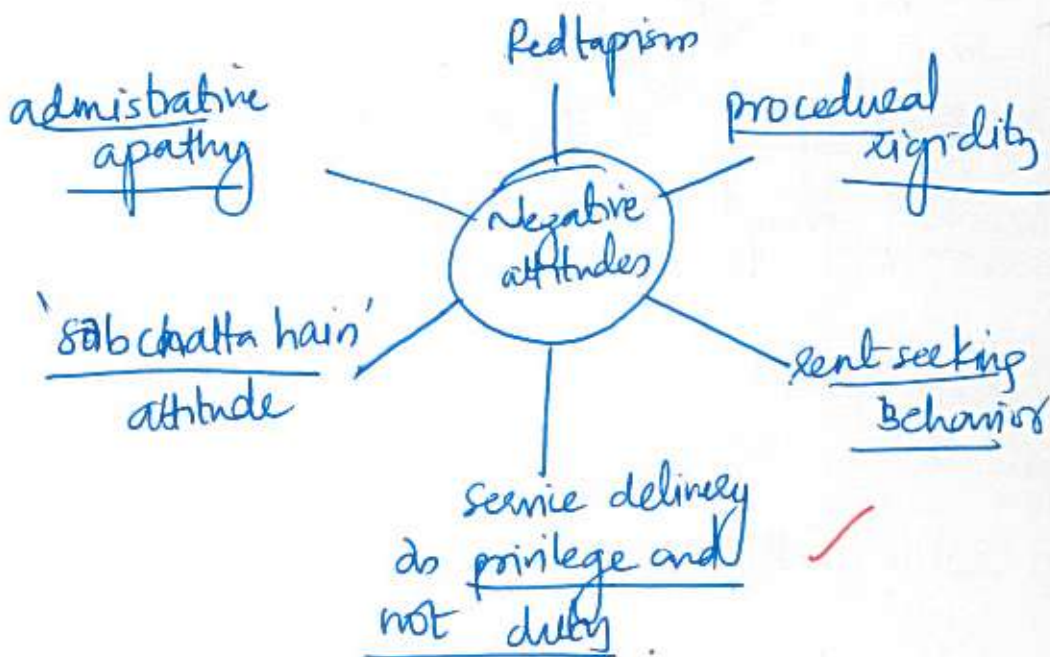 Redtapism
admistrative
apathy
procedural
rigidity
Negative
attitudes
'sab chalta hain'
attitude
rent seeking
Behavior
service delivery
as privilege and
not duty